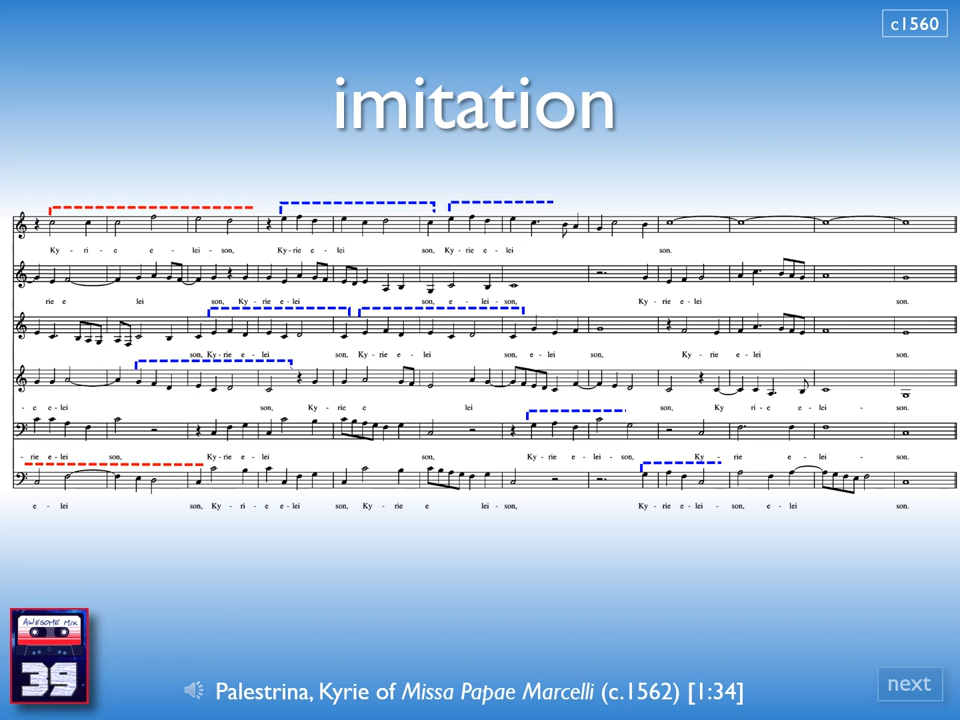 c1560
imitation
Ky - ri - e e - lei - son, Ky - rie e - lei son, Ky - rie e - lei son.
rie e lei son, Ky - rie e - lei son, e - lei - son, Ky - rie e - lei son.
son, Ky - rie e - lei son, Ky - rie e - lei son, e - lei - son, Ky - rie e - lei son.
- e e - lei son, Ky - rie e lei son, Ky ri - e e - lei - son.
- rie e - lei son, Ky - rie e - lei son, Ky - rie e - lei - son, Ky - rie e - lei - son.
e - lei son, Ky - ri - e e - lei - son, Ky - rie e lei - son, Ky - rie e - lei - son, e - lei son.
AWESOME MIX
39
Palestrina, Kyrie of Missa Papae Marcelli (c.1562) [1:34]
next